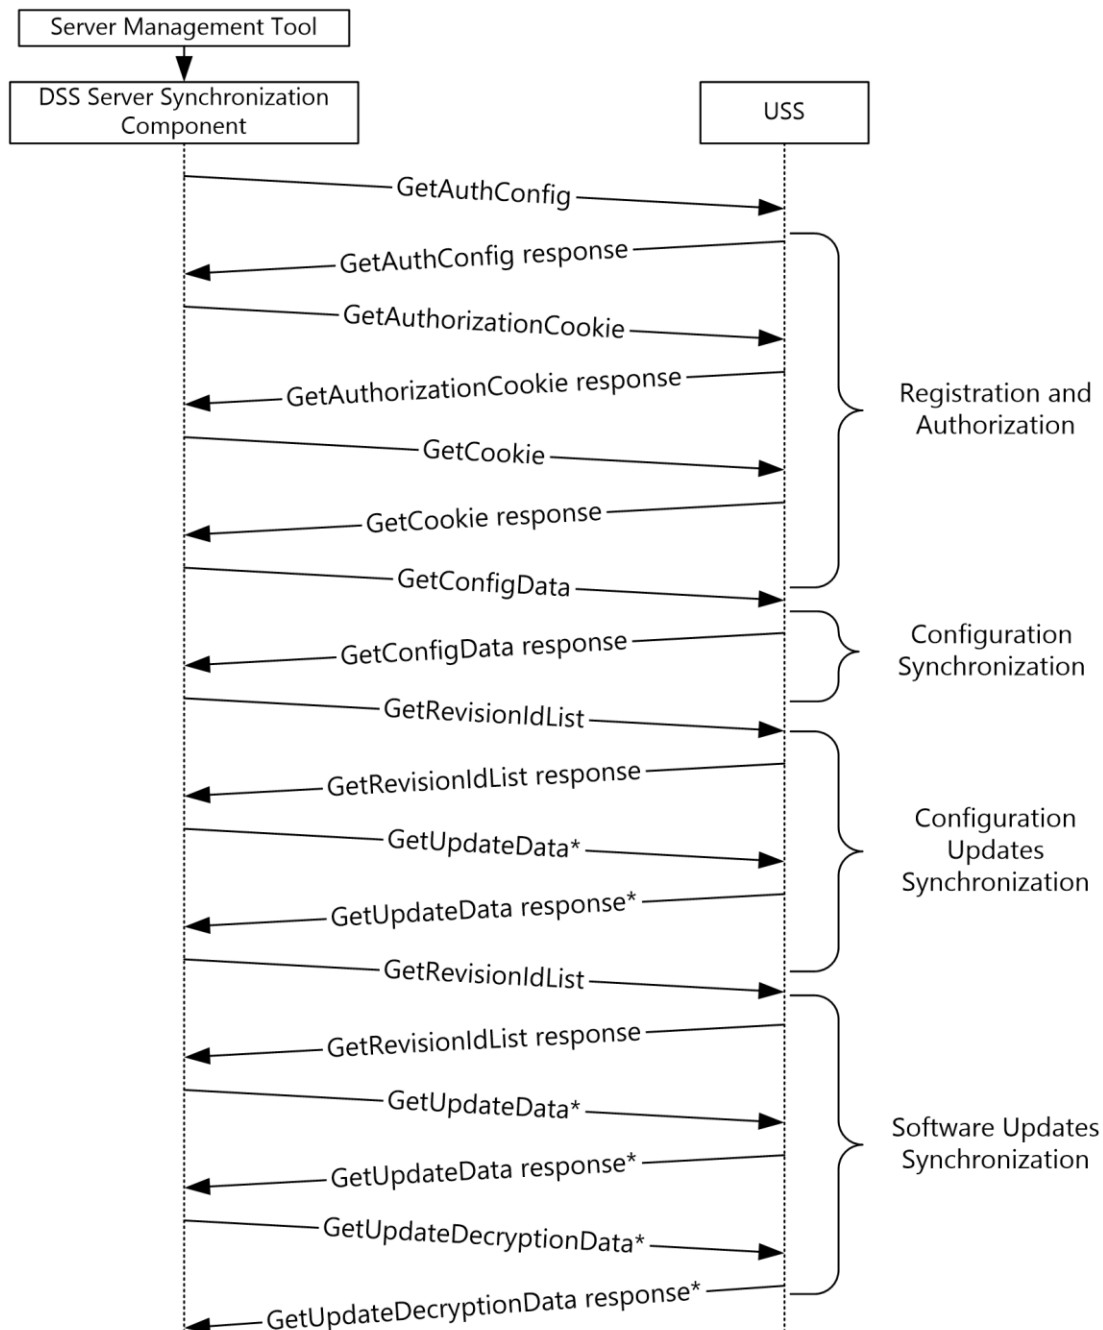 Server Management Tool
DSS Server Synchronization
Component
USS
GetAuthConfig
GetAuthConfig response
GetAuthorizationCookie
GetAuthorizationCookie response
GetCookie
GetCookie response
GetConfigData
Registration and
Authorization
GetConfigData response
Configuration
Synchronization
GetRevisionIdList
GetRevisionIdList response
GetUpdateData*
GetUpdateData response*
GetRevisionIdList
Configuration
Updates
Synchronization
GetRevisionIdList response
GetUpdateData*
GetUpdateData response*
GetUpdateDecryptionData*
GetUpdateDecryptionData response*
Software Updates
Synchronization